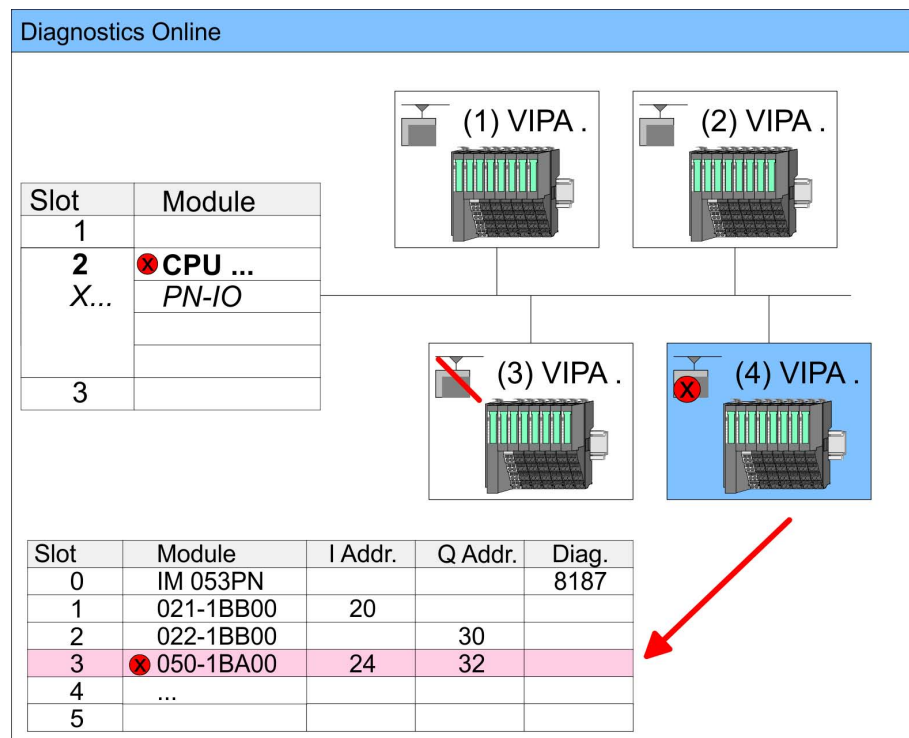 Diagnostics Online
(1) VIPA .
(2) VIPA .
Slot Module
1
2 X CPU ...
X... PN-IO
3
(3) VIPA .
X (4) VIPA .
Slot Module I Addr. Q Addr. Diag.
0 IM 053PN 8187
1 021-1BB00 20
2 022-1BB00 30
3 X 050-1BA00 24 32
4 ...
5